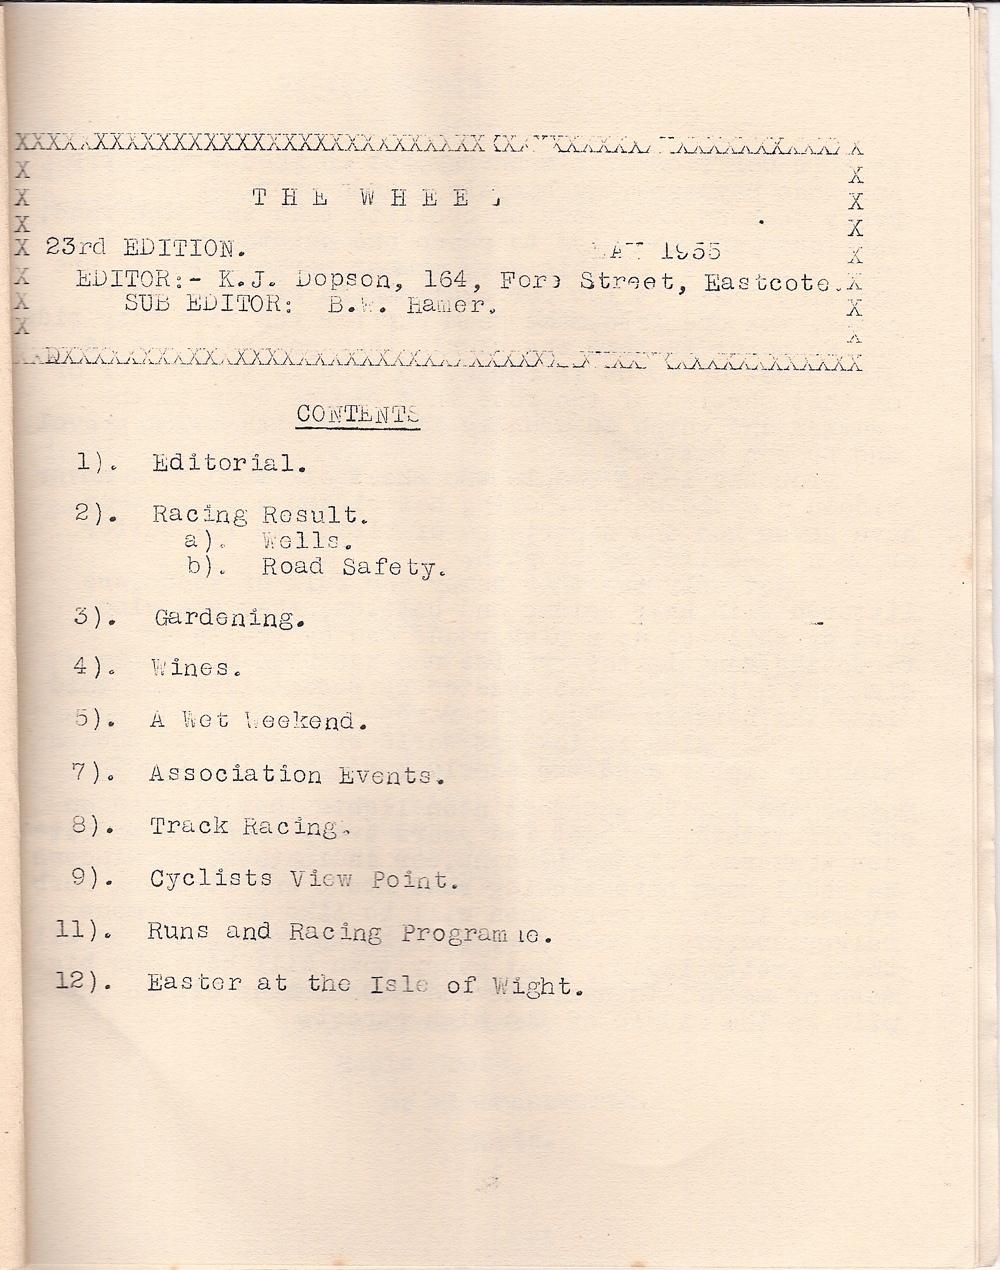 THE WHEEL
23rd EDITION. MAY 1955
EDITOR:- K.J. Dopson, 164, Fore Street, Eastcote.
SUB EDITOR: B.W. Hamer.
CONTENTS
1). Editorial.
2). Racing Result.
a). Wells.
b). Road Safety.
3). Gardening.
4). Wines.
5). A Wet Weekend.
7). Association Events.
8). Track Racing.
9). Cyclists View Point.
11). Runs and Racing Programme.
12). Easter at the Isle of Wight.